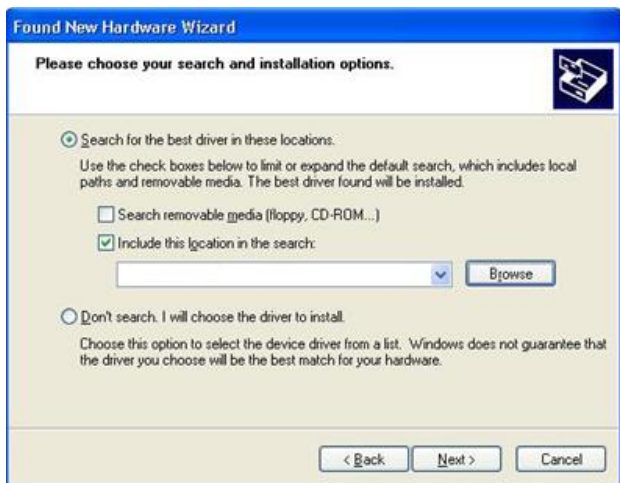 Found New Hardware Wizard
Please choose your search and installation options.
Search for the best driver in these locations.
Use the check boxes below to limit or expand the default search, which includes local
paths and removable media. The best driver found will be installed.
Search removable media (floppy, CD-ROM...)
Include this location in the search:
Browse
Don't search. I will choose the driver to install.
Choose this option to select the device driver from a list. Windows does not guarantee that
the driver you choose will be the best match for your hardware.
< Back Next > Cancel